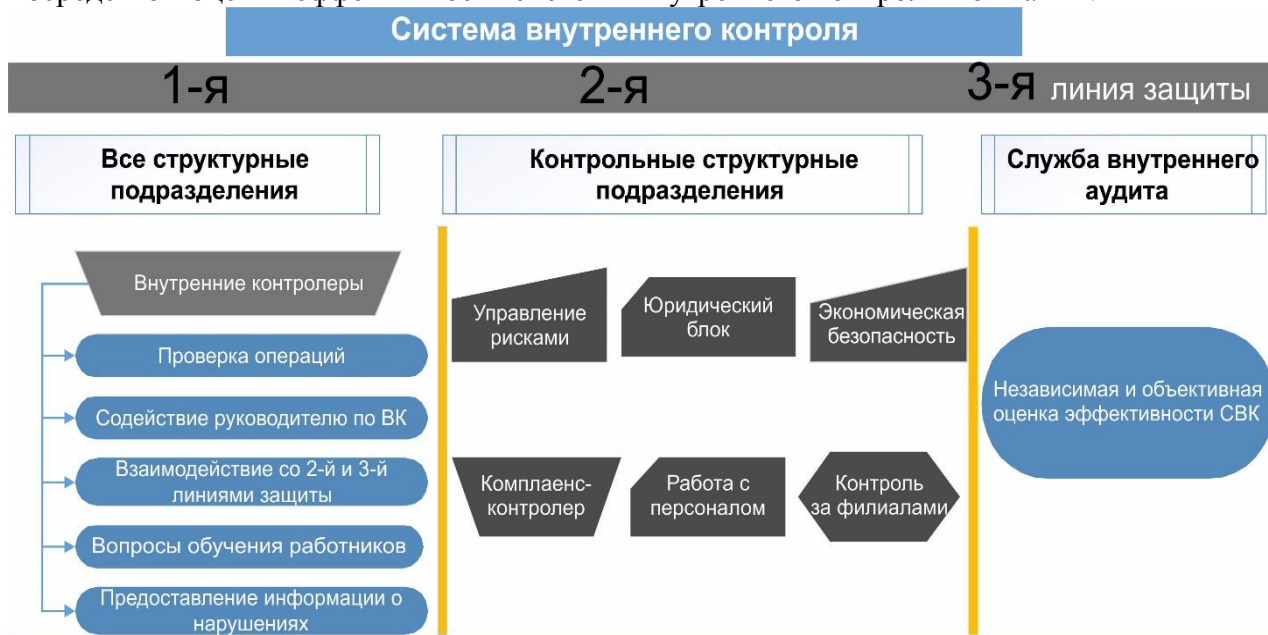 Система внутреннего контроля
1-я
2-я
3-я линия защиты
Все структурные
подразделения
Контрольные структурные
подразделения
Служба внутреннего
аудита
Внутренние контролеры
Проверка операций
Содействие руководителю по ВК
Взаимодействие со 2-й и 3-й
линиями защиты
Вопросы обучения работников
Предоставление информации о
нарушениях
Управление
рисками
Юридический
блок
Экономическая
безопасность
Комплаенс-
контролер
Работа с
персоналом
Контроль
за филиалами
Независимая и объективная
оценка эффективности СВК